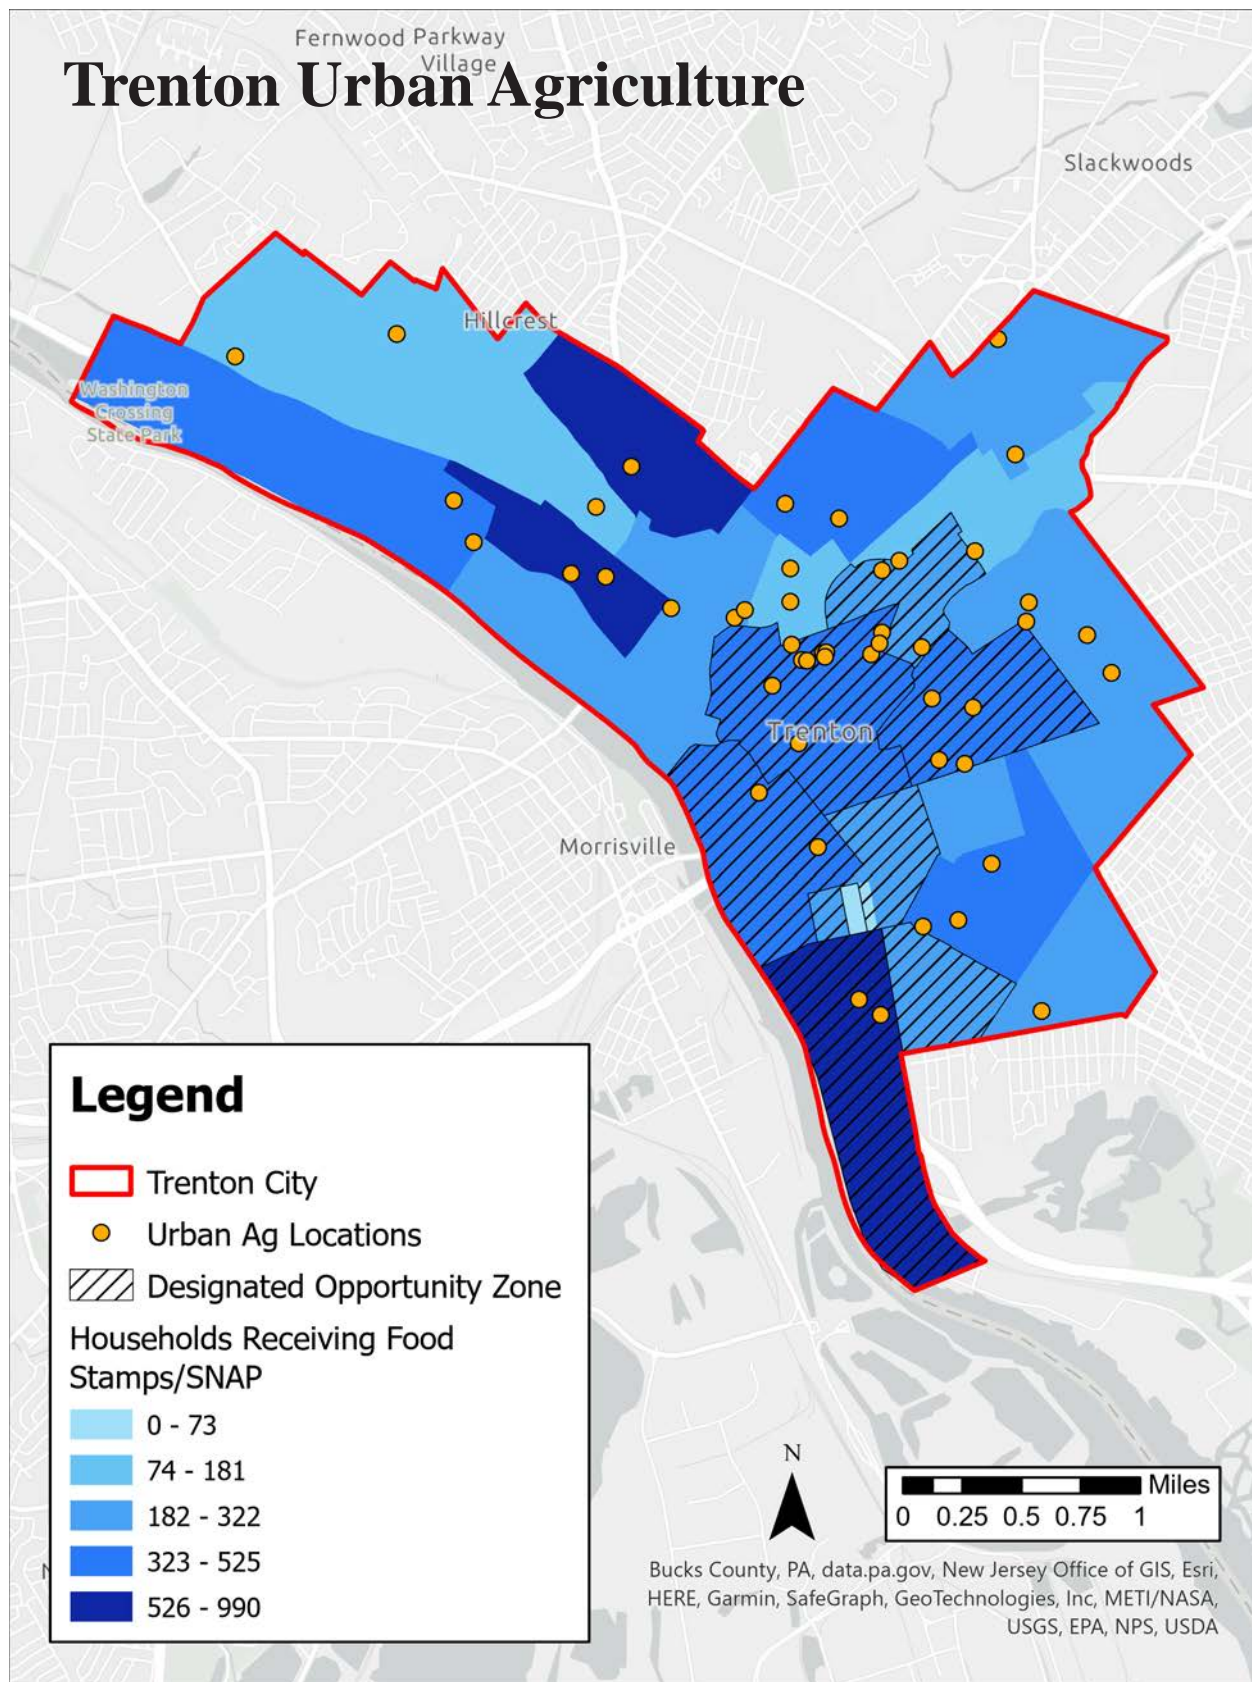 Fernwood Parkway
Village
Trenton Urban Agriculture
Slackwoods
Hillcrest
Washington
Crossing
State Park
Trenton
Morrisville
Legend
Trenton City
Urban Ag Locations
Designated Opportunity Zone
Households Receiving Food
Stamps/SNAP
0 - 73
74 - 181
182 - 322
323 - 525
526 - 990
N
Miles
0 0.25 0.5 0.75 1
Bucks County, PA, data.pa.gov, New Jersey Office of GIS, Esri,
HERE, Garmin, SafeGraph, GeoTechnologies, Inc, METI/NASA,
USGS, EPA, NPS, USDA